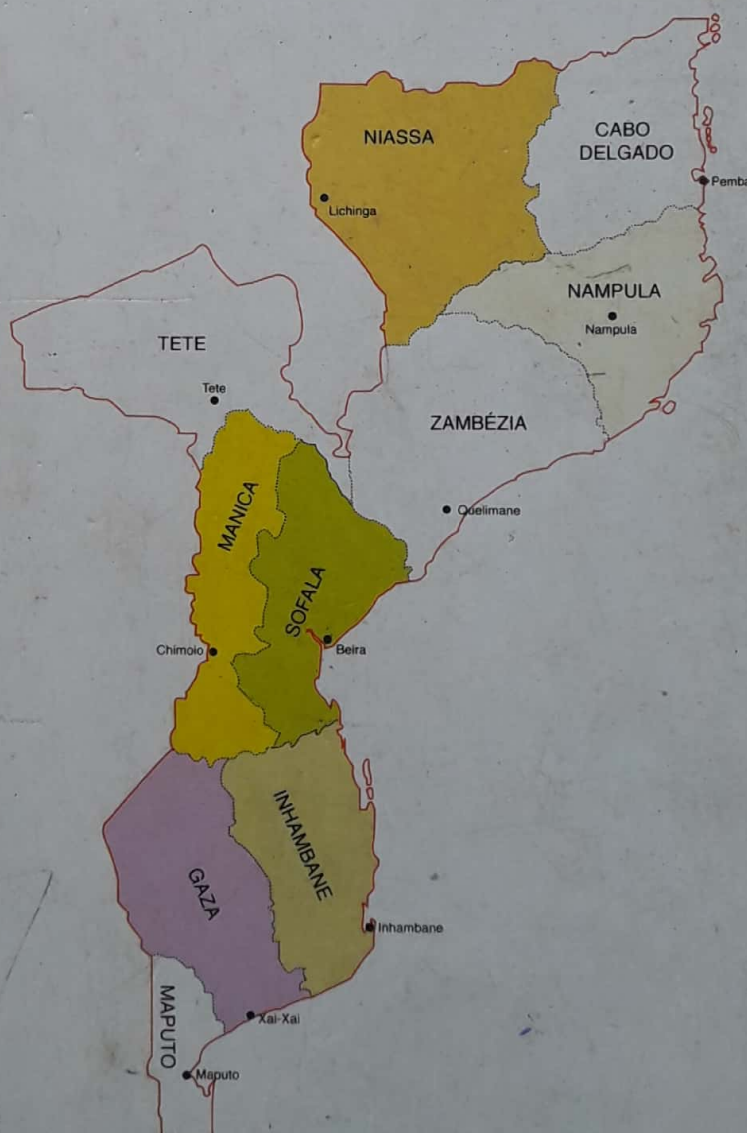 NIASSA
CABO
DELGADO
Pemba
Lichinga
NAMPULA
Nampula
TETE
Tete
ZAMBÉZIA
Quelimane
MANICA
SOFALA
Chimoio
Beira
INHAMBANE
GAZA
Inhambane
MAPUTO
Xai-Xai
Maputo